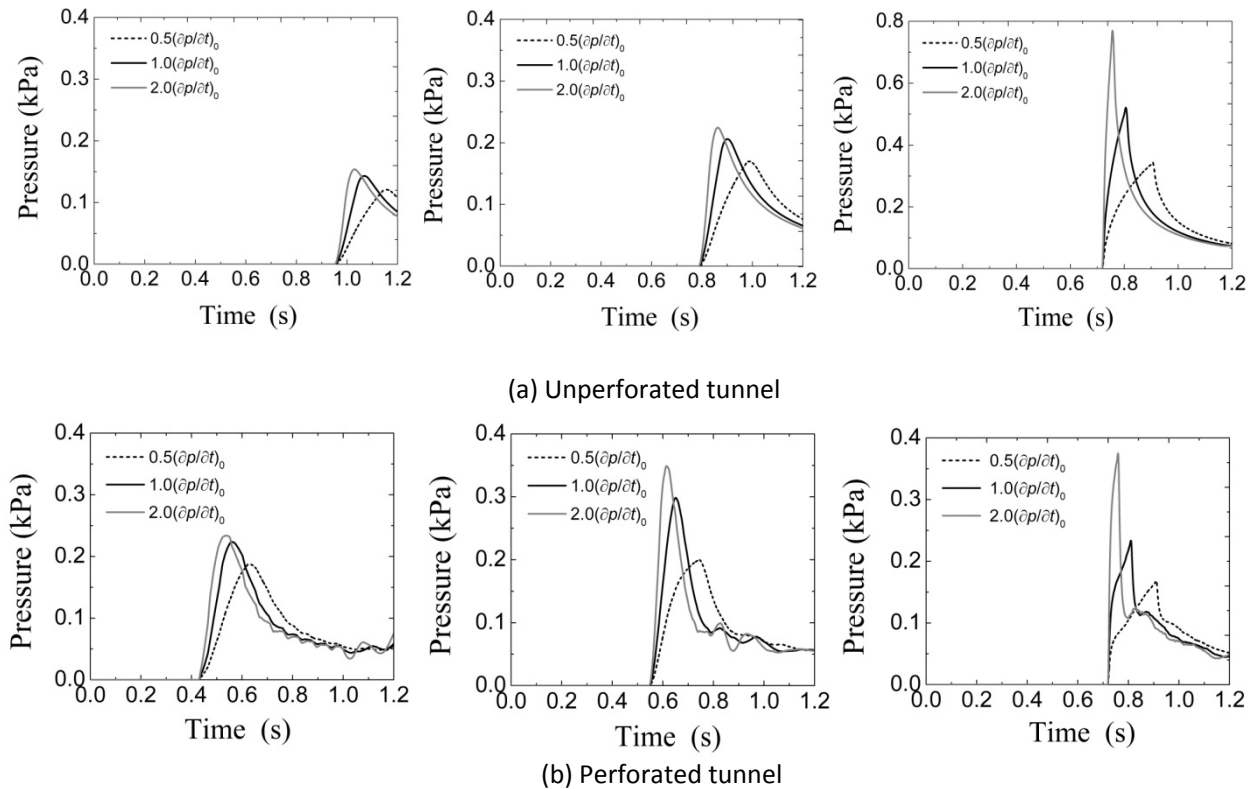 0.4
0.3
0.2
0.1
0.0
Pressure (kPa)
0.5(∂p/∂t)₀
1.0(∂p/∂t)₀
2.0(∂p/∂t)₀
0.0 0.2 0.4 0.6 0.8 1.0 1.2
Time (s)
0.4
0.3
0.2
0.1
0.0
Pressure (kPa)
0.5(∂p/∂t)₀
1.0(∂p/∂t)₀
2.0(∂p/∂t)₀
0.0 0.2 0.4 0.6 0.8 1.0 1.2
Time (s)
0.8
0.6
0.4
0.2
0.0
Pressure (kPa)
0.5(∂p/∂t)₀
1.0(∂p/∂t)₀
2.0(∂p/∂t)₀
0.0 0.2 0.4 0.6 0.8 1.0 1.2
Time (s)
(a) Unperforated tunnel
0.4
0.3
0.2
0.1
0.0
Pressure (kPa)
0.5(∂p/∂t)₀
1.0(∂p/∂t)₀
2.0(∂p/∂t)₀
0.0 0.2 0.4 0.6 0.8 1.0 1.2
Time (s)
0.4
0.3
0.2
0.1
0.0
Pressure (kPa)
0.5(∂p/∂t)₀
1.0(∂p/∂t)₀
2.0(∂p/∂t)₀
0.0 0.2 0.4 0.6 0.8 1.0 1.2
Time (s)
0.4
0.3
0.2
0.1
0.0
Pressure (kPa)
0.5(∂p/∂t)₀
1.0(∂p/∂t)₀
2.0(∂p/∂t)₀
0.0 0.2 0.4 0.6 0.8 1.0 1.2
Time (s)
(b) Perforated tunnel